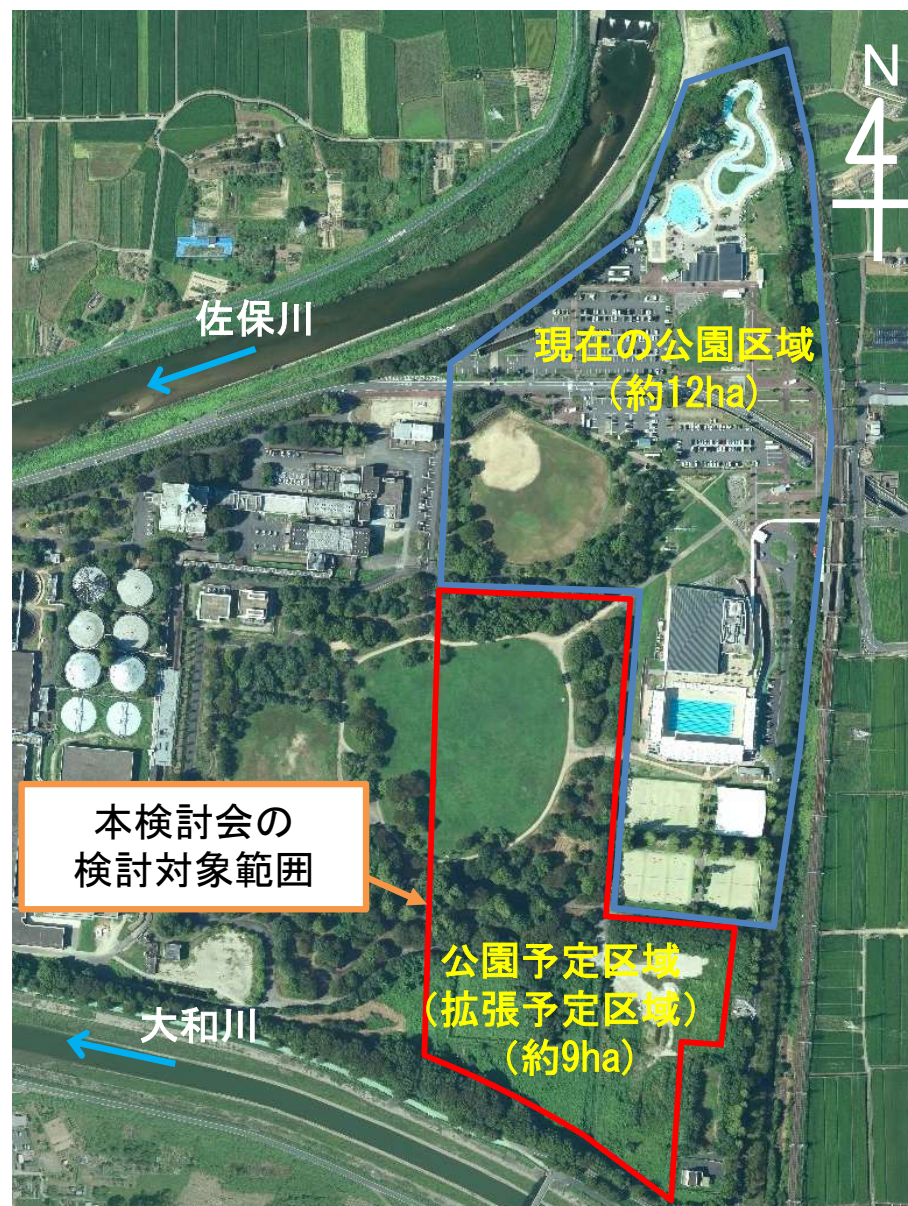 N
佐保川
現在の公園区域
(約12ha)
本検討会の
検討対象範囲
公園予定区域
(拡張予定区域)
(約9ha)
大和川